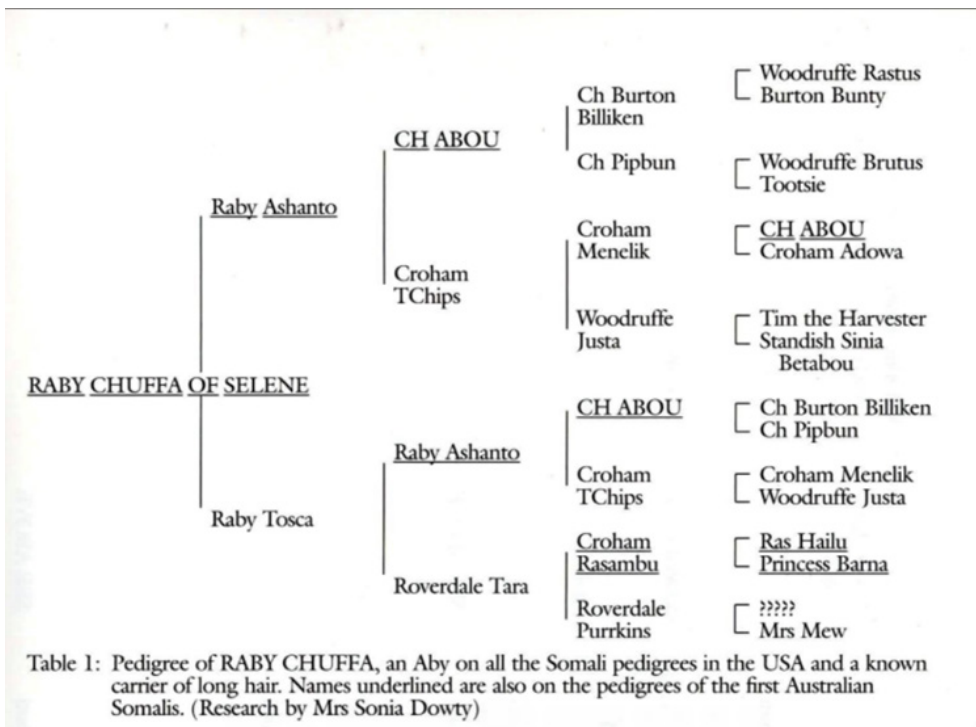 Woodruffe Rastus
Ch Burton
Billiken
Burton Bunty
CH ABOU
Ch Pipbun
Woodruffe Brutus
Tootsie
Raby Ashanto
Croham
Menelik
CH ABOU
Croham Adowa
Croham
TChips
Woodruffe
Justa
Tim the Harvester
Standish Sinia
Betabou
RABY CHUFFA OF SELENE
CH ABOU
Ch Burton Billiken
Ch Pipbun
Raby Ashanto
Croham
TChips
Croham Menelik
Woodruffe Justa
Raby Tosca
Croham
Rasambu
Ras Hailu
Princess Barna
Roverdale Tara
Roverdale
Purrkins
?????
Mrs Mew
Table 1: Pedigree of RABY CHUFFA, an Aby on all the Somali pedigrees in the USA and a known
carrier of long hair. Names underlined are also on the pedigrees of the first Australian
Somalis. (Research by Mrs Sonia Dowty)